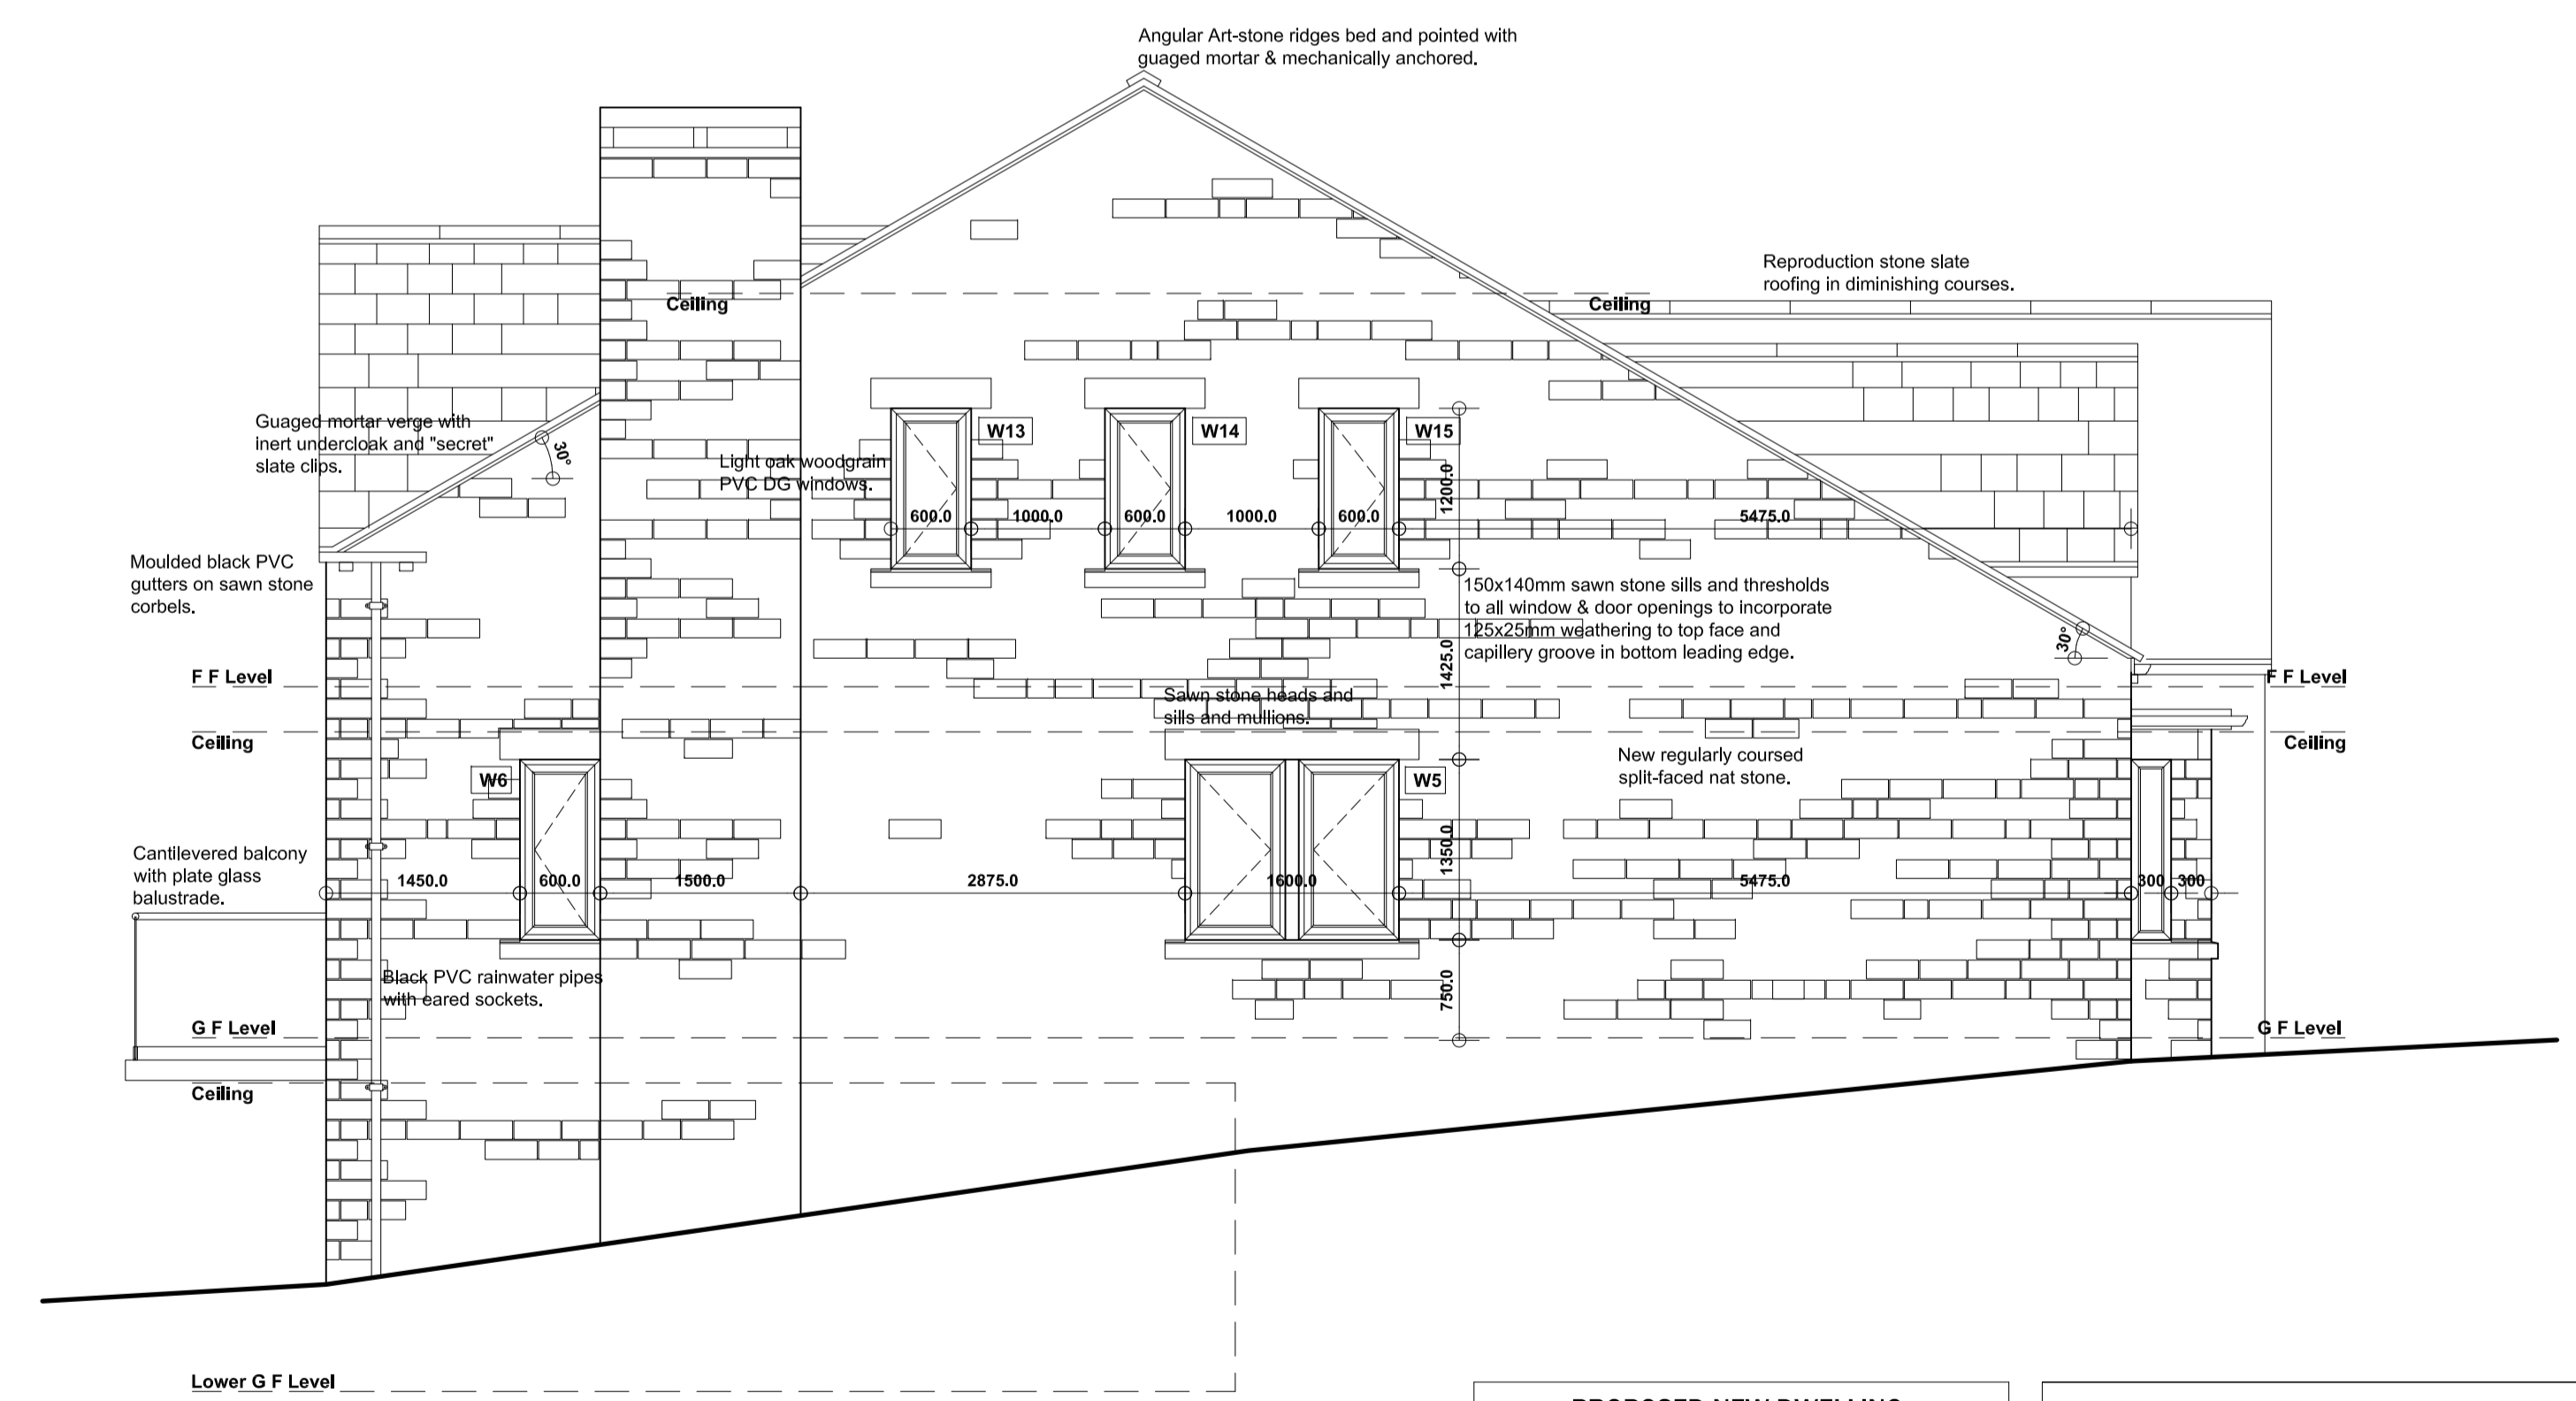 Angular Art-stone ridges bed and pointed with
guaged mortar & mechanically anchored.
Reproduction stone slate
roofing in diminishing courses.
Ceiling
Ceiling
Guaged mortar verge with
inert undercloak and "secret"
slate clips.
30°
Light oak woodgrain
PVC DG windows.
W13
W14
W15
1200.0
600.0
1000.0
600.0
1000.0
600.0
5475.0
Moulded black PVC
gutters on sawn stone
corbels.
150x140mm sawn stone sills and thresholds
to all window & door openings to incorporate
125x25mm weathering to top face and
capillery groove in bottom leading edge.
30°
1425.0
F F Level
F F Level
Sawn stone heads and
sills and mullions.
Ceiling
Ceiling
New regularly coursed
split-faced nat stone.
W6
W5
Cantilevered balcony
with plate glass
balustrade.
1350.0
1450.0
600.0
1500.0
2875.0
1600.0
5475.0
300
300
Black PVC rainwater pipes
with eared sockets.
750.0
G F Level
G F Level
Ceiling
Lower G F Level
PROPOSED NEW DWELLING